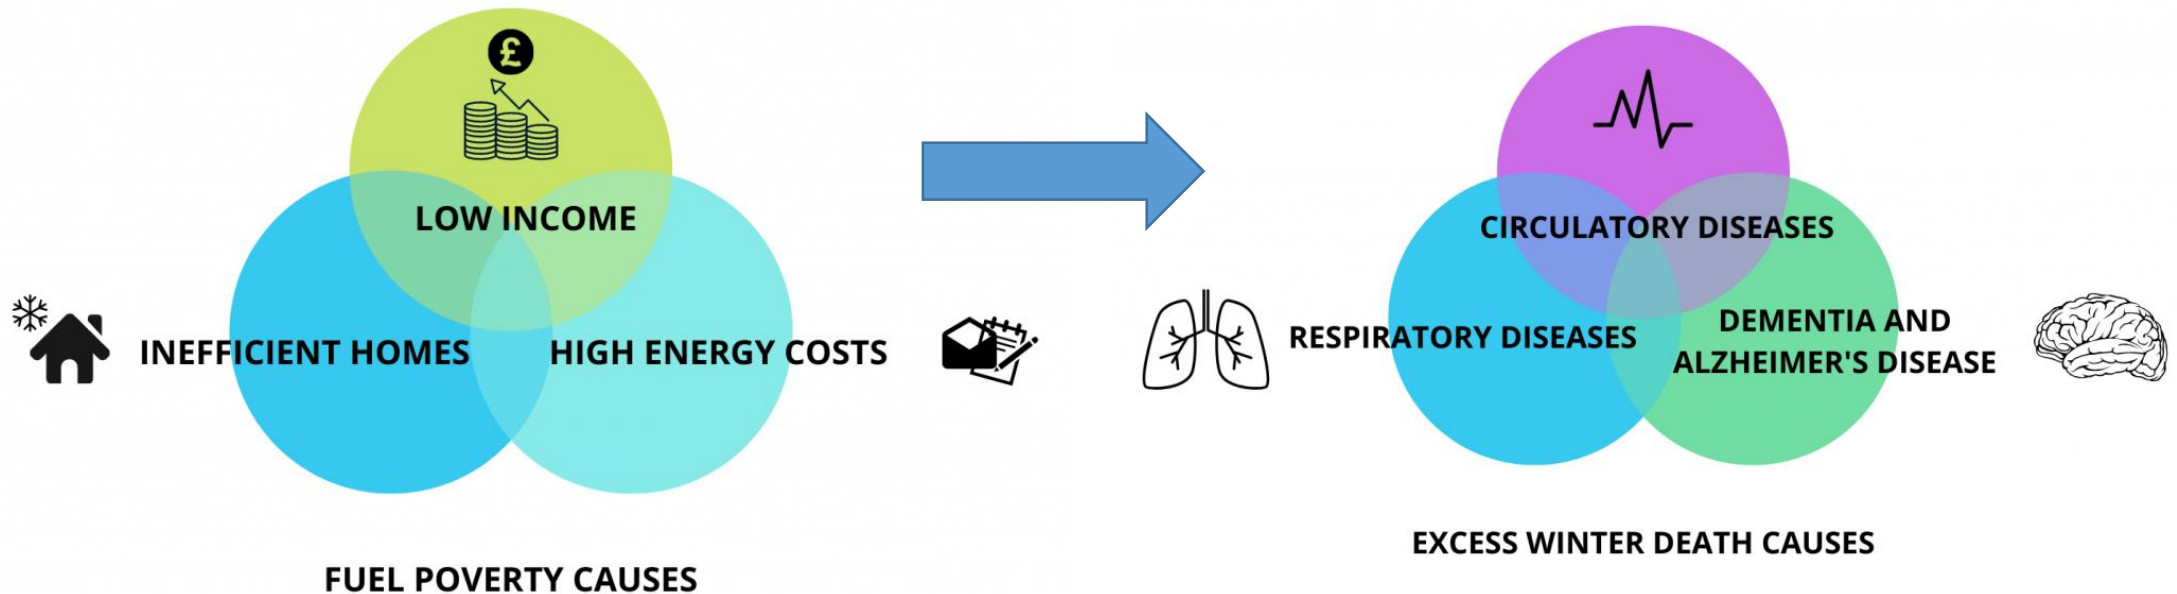 £
LOW INCOME
INEFFICIENT HOMES
HIGH ENERGY COSTS
FUEL POVERTY CAUSES
CIRCULATORY DISEASES
RESPIRATORY DISEASES
DEMENTIA AND
ALZHEIMER'S DISEASE
EXCESS WINTER DEATH CAUSES